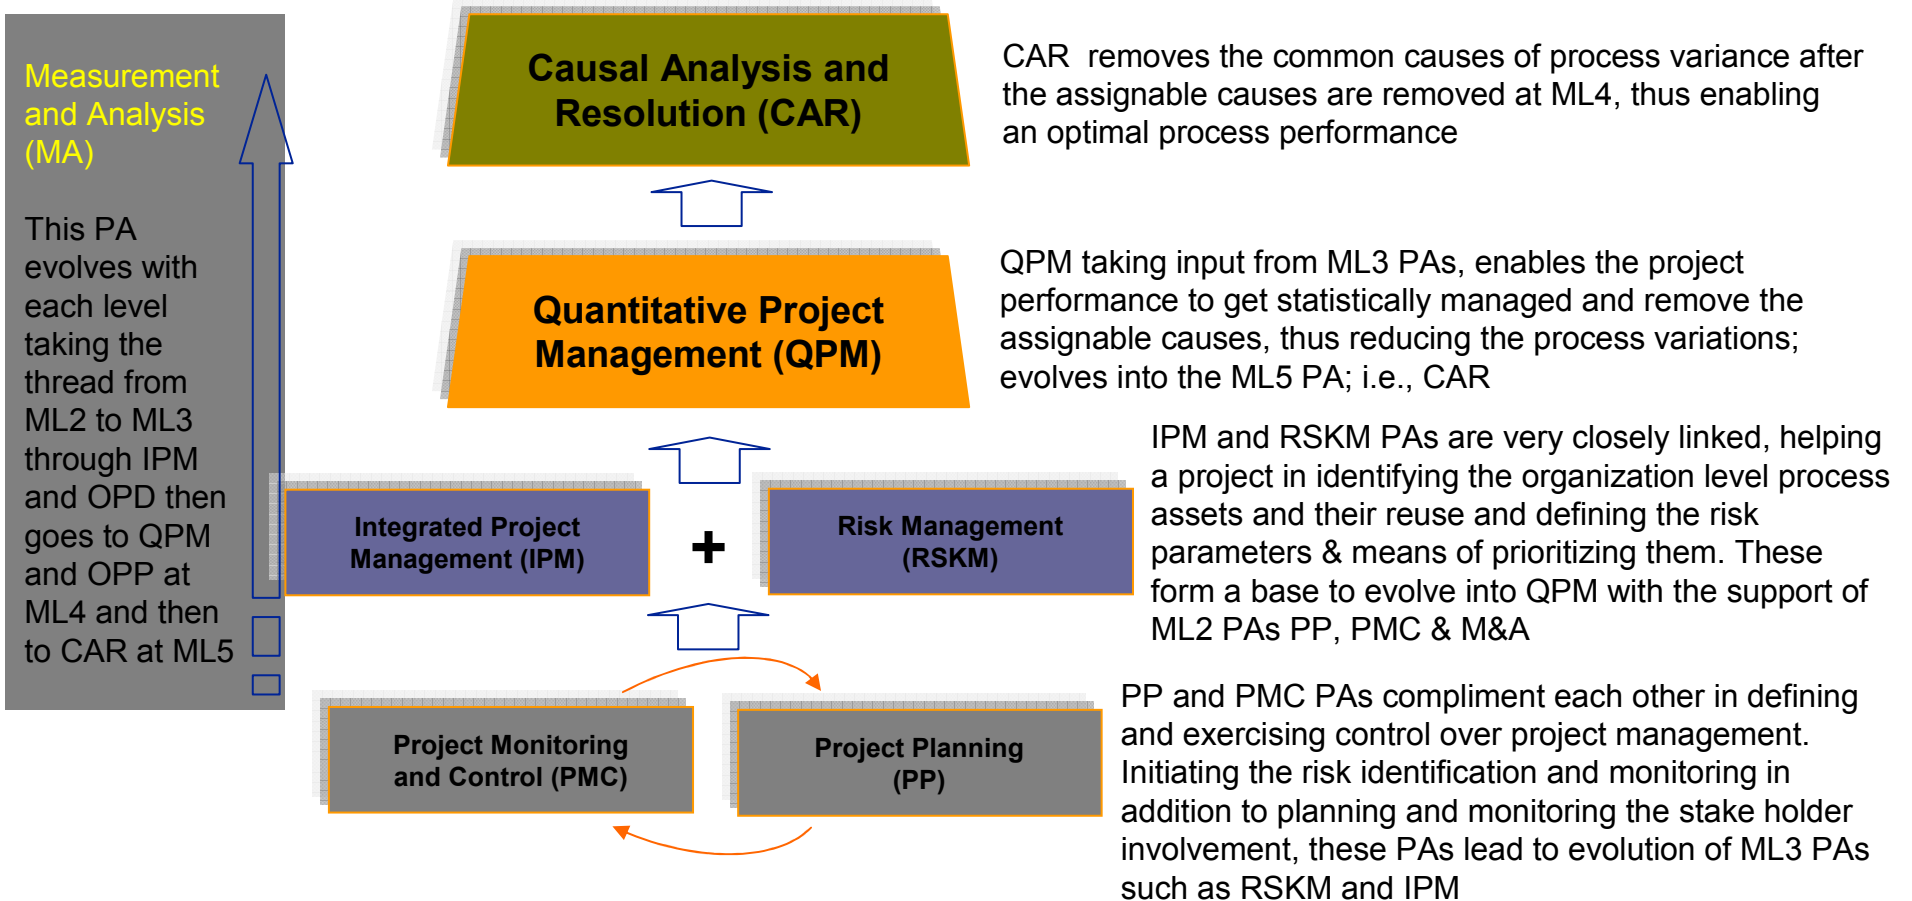 Measurement
and Analysis
(MA)
This PA
evolves with
each level
taking the
thread from
ML2 to ML3
through IPM
and OPD then
goes to QPM
and OPP at
ML4 and then
to CAR at ML5
Causal Analysis and
Resolution (CAR)
CAR  removes the common causes of process variance after
the assignable causes are removed at ML4, thus enabling
an optimal process performance
Quantitative Project
Management (QPM)
QPM taking input from ML3 PAs, enables the project
performance to get statistically managed and remove the
assignable causes, thus reducing the process variations;
evolves into the ML5 PA; i.e., CAR
Integrated Project
Management (IPM)
+
Risk Management
(RSKM)
IPM and RSKM PAs are very closely linked, helping
a project in identifying the organization level process
assets and their reuse and defining the risk
parameters & means of prioritizing them. These
form a base to evolve into QPM with the support of
ML2 PAs PP, PMC & M&A
Project Monitoring
and Control (PMC)
Project Planning
(PP)
PP and PMC PAs compliment each other in defining
and exercising control over project management.
Initiating the risk identification and monitoring in
addition to planning and monitoring the stake holder
involvement, these PAs lead to evolution of ML3 PAs
such as RSKM and IPM